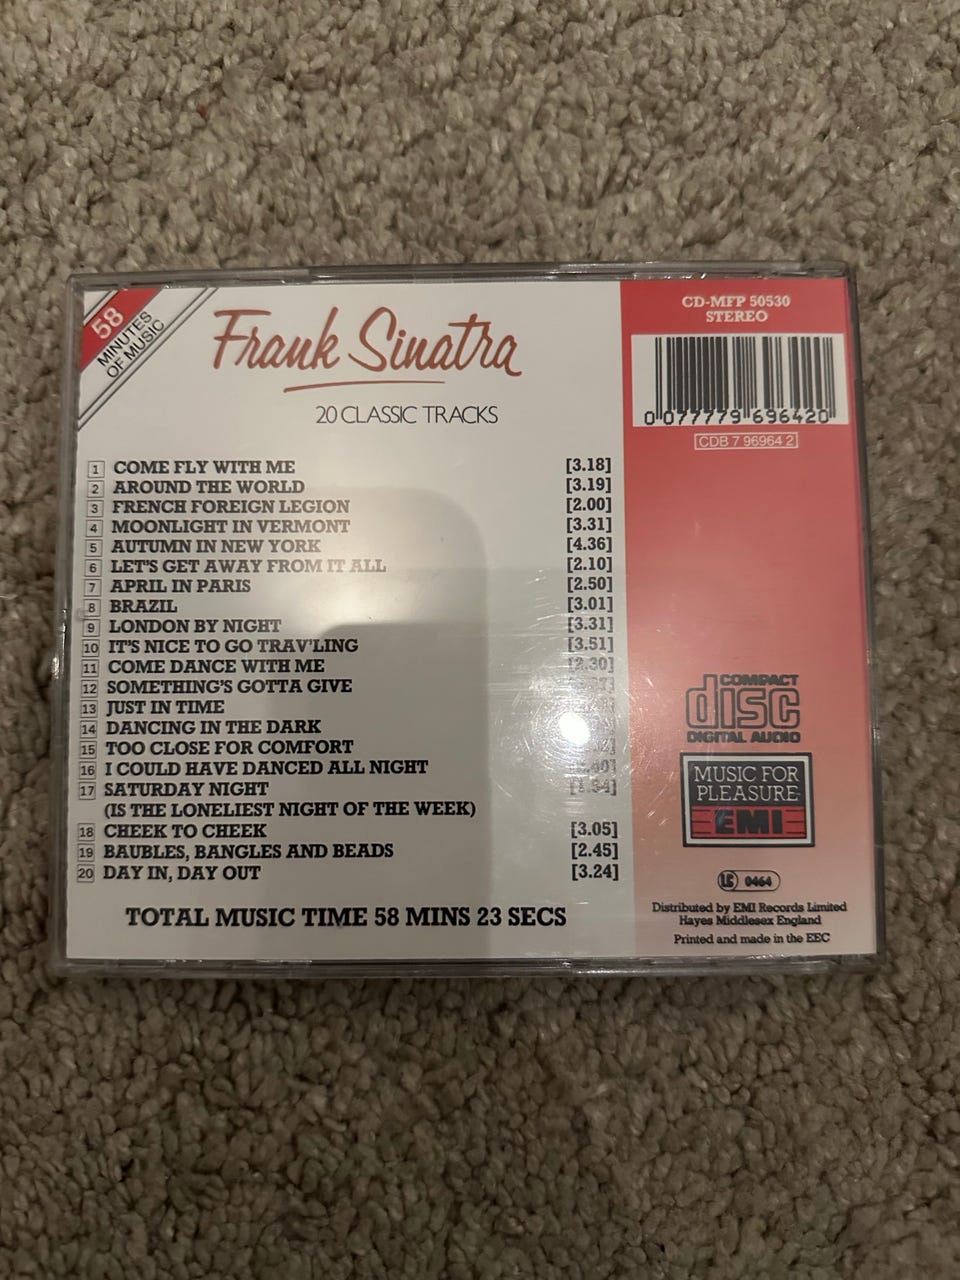 58
MINUTES
OF MUSIC
Frank Sinatra
20 CLASSIC TRACKS
1 COME FLY WITH ME [3.18]
2 AROUND THE WORLD [3.19]
3 FRENCH FOREIGN LEGION [2.00]
4 MOONLIGHT IN VERMONT [3.31]
5 AUTUMN IN NEW YORK [4.36]
6 LET'S GET AWAY FROM IT ALL [2.10]
7 APRIL IN PARIS [2.50]
8 BRAZIL [3.01]
9 LONDON BY NIGHT [3.31]
10 IT'S NICE TO GO TRAV'LING [3.51]
11 COME DANCE WITH ME [2.30]
12 SOMETHING'S GOTTA GIVE
13 JUST IN TIME
14 DANCING IN THE DARK
15 TOO CLOSE FOR COMFORT
16 I COULD HAVE DANCED ALL NIGHT
17 SATURDAY NIGHT
(IS THE LONELIEST NIGHT OF THE WEEK)
18 CHEEK TO CHEEK [3.05]
19 BAUBLES, BANGLES AND BEADS [2.45]
20 DAY IN, DAY OUT [3.24]
TOTAL MUSIC TIME 58 MINS 23 SECS
CD-MFP 50530
STEREO
0 077779 696420
CDB 7 96964 2
COMPACT
disc
DIGITAL AUDIO
MUSIC FOR
PLEASURE
EMI
LC 0464
Distributed by EMI Records Limited
Hayes Middlesex England
Printed and made in the EEC